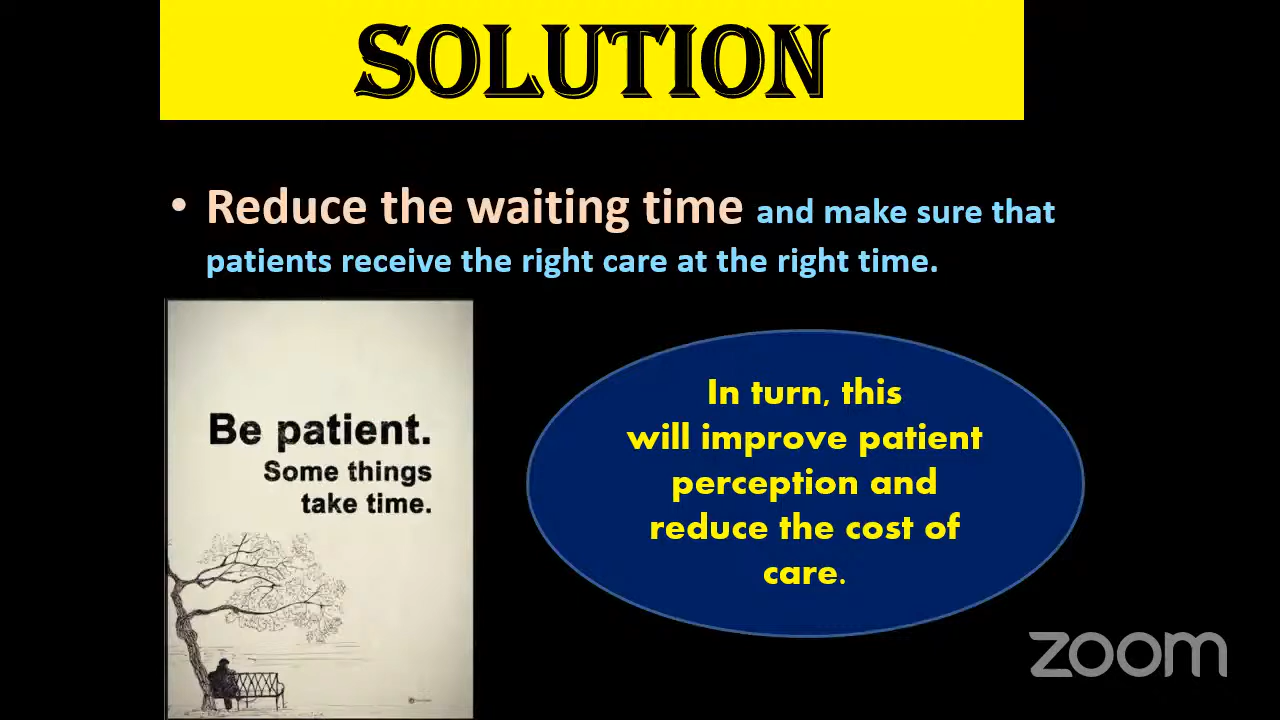 SOLUTION
• Reduce the waiting time and make sure that
patients receive the right care at the right time.
Be patient.
Some things
take time.
In turn, this
will improve patient
perception and
reduce the cost of
care.
zoom